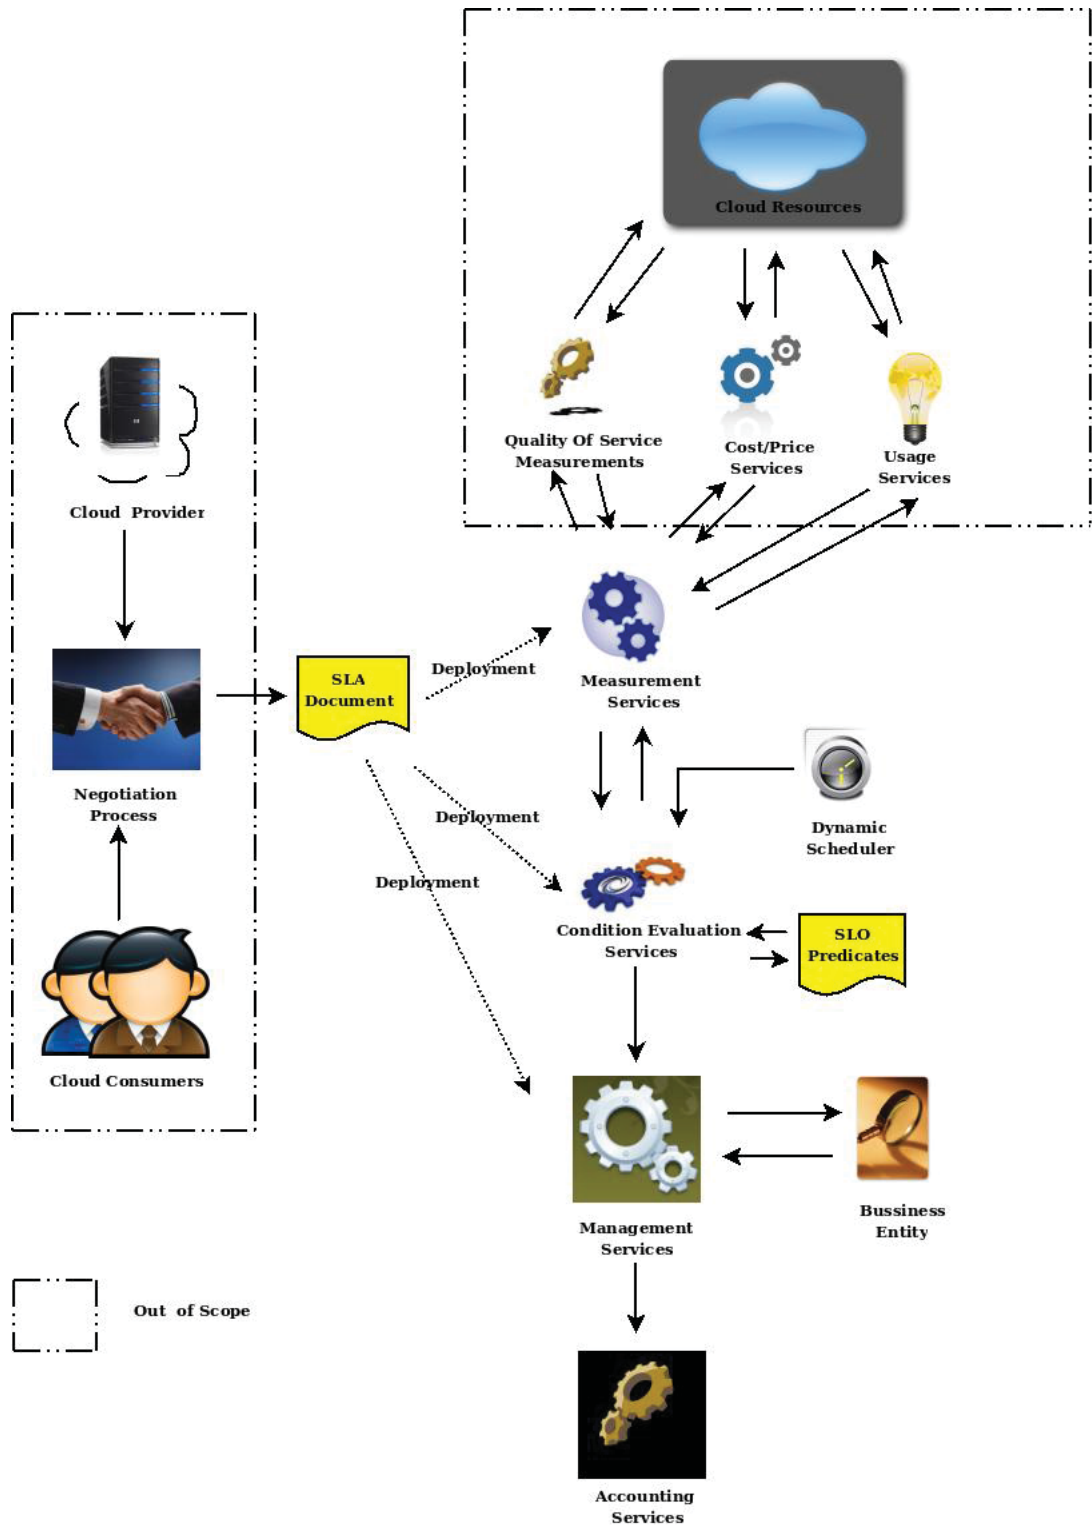 Cloud Resources
Quality Of Service
Measurements
Cost/Price
Services
Usage
Services
Cloud Provider
Deployment
Measurement
Services
SLA
Document
Negotiation
Process
Deployment
Dynamic
Scheduler
Deployment
Condition Evaluation
Services
SLO
Predicates
Cloud Consumers
Management
Services
Bussiness
Entity
Out of Scope
Accounting
Services